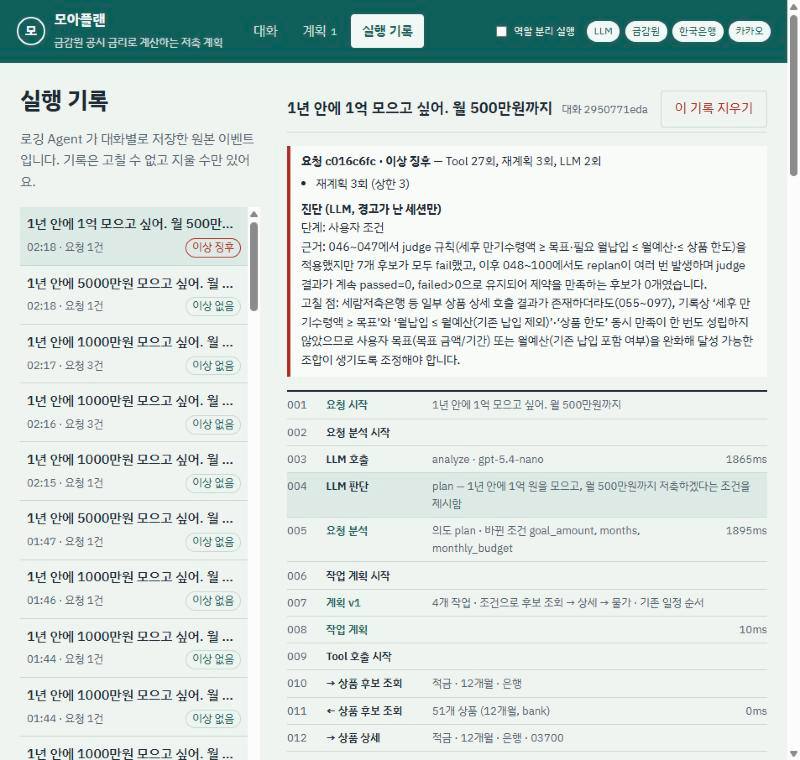 모
모아플랜
금감원 공시 금리로 계산하는 저축 계획
대화
계획 1
실행 기록
역할 분리 실행
LLM
금감원
한국은행
카카오
실행 기록
로깅 Agent 가 대화별로 저장한 원본 이벤트
입니다. 기록은 고칠 수 없고 지울 수만 있어
요.
1년 안에 1억 모으고 싶어. 월 500만...
02:18 · 요청 1건
이상 징후
1년 안에 5000만원 모으고 싶어. 월 ...
02:18 · 요청 1건
이상 없음
1년 안에 1000만원 모으고 싶어. 월 ...
02:17 · 요청 3건
이상 없음
1년 안에 1000만원 모으고 싶어. 월 ...
02:16 · 요청 3건
이상 없음
1년 안에 1000만원 모으고 싶어. 월 ...
02:15 · 요청 1건
이상 없음
1년 안에 5000만원 모으고 싶어. 월 ...
01:47 · 요청 1건
이상 없음
1년 안에 1000만원 모으고 싶어. 월 ...
01:46 · 요청 1건
이상 없음
1년 안에 1000만원 모으고 싶어. 월 ...
01:44 · 요청 1건
이상 없음
1년 안에 1000만원 모으고 싶어. 월 ...
01:44 · 요청 1건
이상 없음
1년 안에 1000만원 모으고 싶어. 월 ...
1년 안에 1억 모으고 싶어. 월 500만원까지
대화 2950771eda
이 기록 지우기
요청 c016c6fc · 이상 징후 — Tool 27회, 재계획 3회, LLM 2회
• 재계획 3회 (상한 3)
진단 (LLM, 경고가 난 세션만)
단계: 사용자 조건
근거: 046~047에서 judge 규칙(세후 만기수령액 ≥ 목표·필요 월납입 ≤ 월예산·≤ 상품 한도)을
적용했지만 7개 후보가 모두 fail했고, 이후 048~100에서도 replan이 여러 번 발생하며 judge
결과가 계속 passed=0, failed>0으로 유지되어 제약을 만족하는 후보가 0개였습니다.
고칠 점: 세람저축은행 등 일부 상품 상세 호출 결과가 존재하더라도(055~097), 기록상 ‘세후 만
기수령액 ≥ 목표’와 ‘월납입 ≤ 월예산(기존 납입 제외)’·‘상품 한도’ 동시 만족이 한 번도 성립하지
않았으므로 사용자 목표(목표 금액/기간) 또는 월예산(기존 납입 포함 여부)을 완화해 달성 가능한
조합이 생기도록 조정해야 합니다.
001 요청 시작 1년 안에 1억 모으고 싶어. 월 500만원까지
002 요청 분석 시작
003 LLM 호출 analyze · gpt-5.4-nano 1865ms
004 LLM 판단 plan — 1년 안에 1억 원을 모으고, 월 500만원까지 저축하겠다는 조건을
제시함
005 요청 분석 의도 plan · 바뀐 조건 goal_amount, months, 1895ms
monthly_budget
006 작업 계획 시작
007 계획 v1 4개 작업 · 조건으로 후보 조회 → 상세 → 물가 · 기존 일정 순서
008 작업 계획 10ms
009 Tool 호출 시작
010 → 상품 후보 조회 적금 · 12개월 · 은행
011 ← 상품 후보 조회 51개 상품 (12개월, bank) 0ms
012 → 상품 상세 적금 · 12개월 · 은행 · 03700